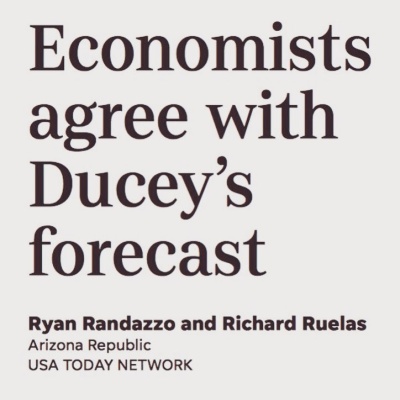 Economists
agree with
Ducey’s
forecast
Ryan Randazzo and Richard Ruelas
Arizona Republic
USA TODAY NETWORK